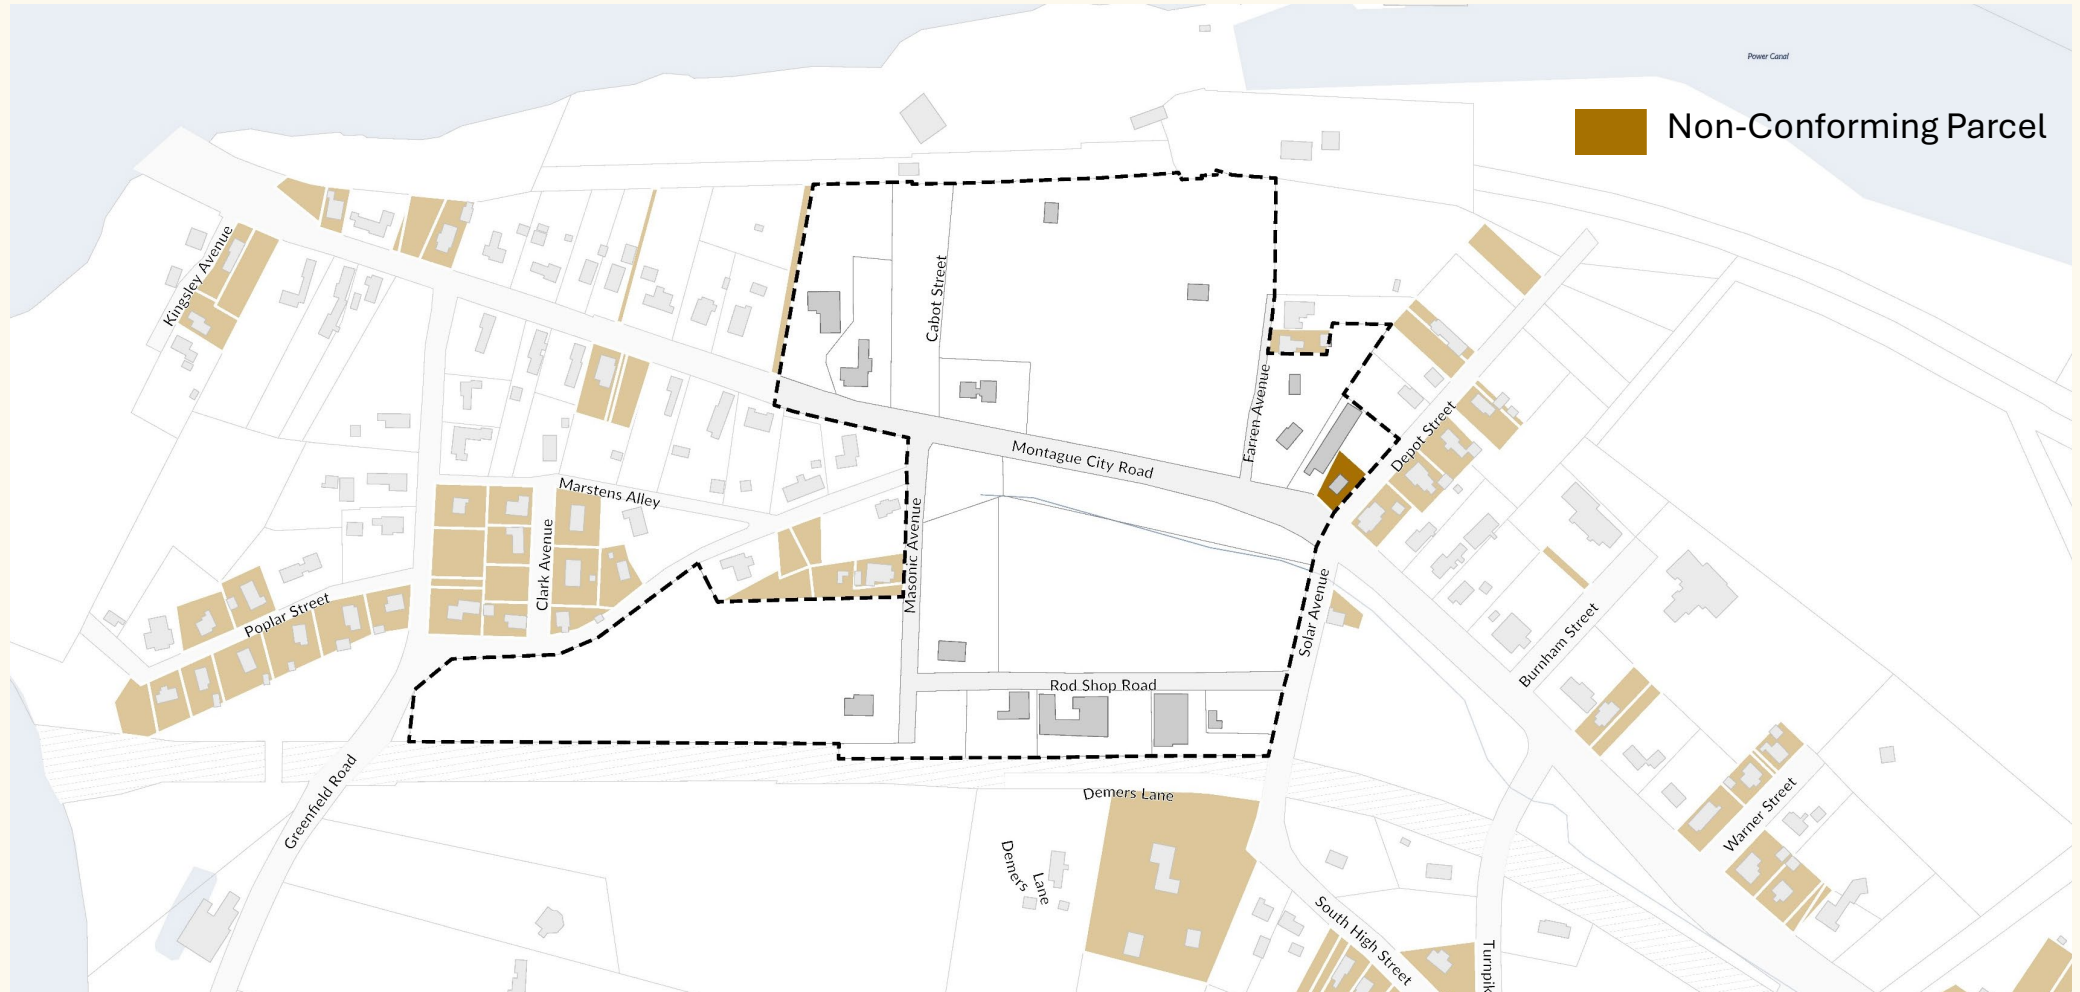 Power Canal
Non-Conforming Parcel
Kingsley Avenue
Cabot Street
Farren Avenue
Montague City Road
Depot Street
Marstens Alley
Clark Avenue
Masonic Avenue
Poplar Street
Solar Avenue
Burnham Street
Rod Shop Road
Greenfield Road
Demers Lane
Warner Street
Demers
Lane
South High Street
Turnpik